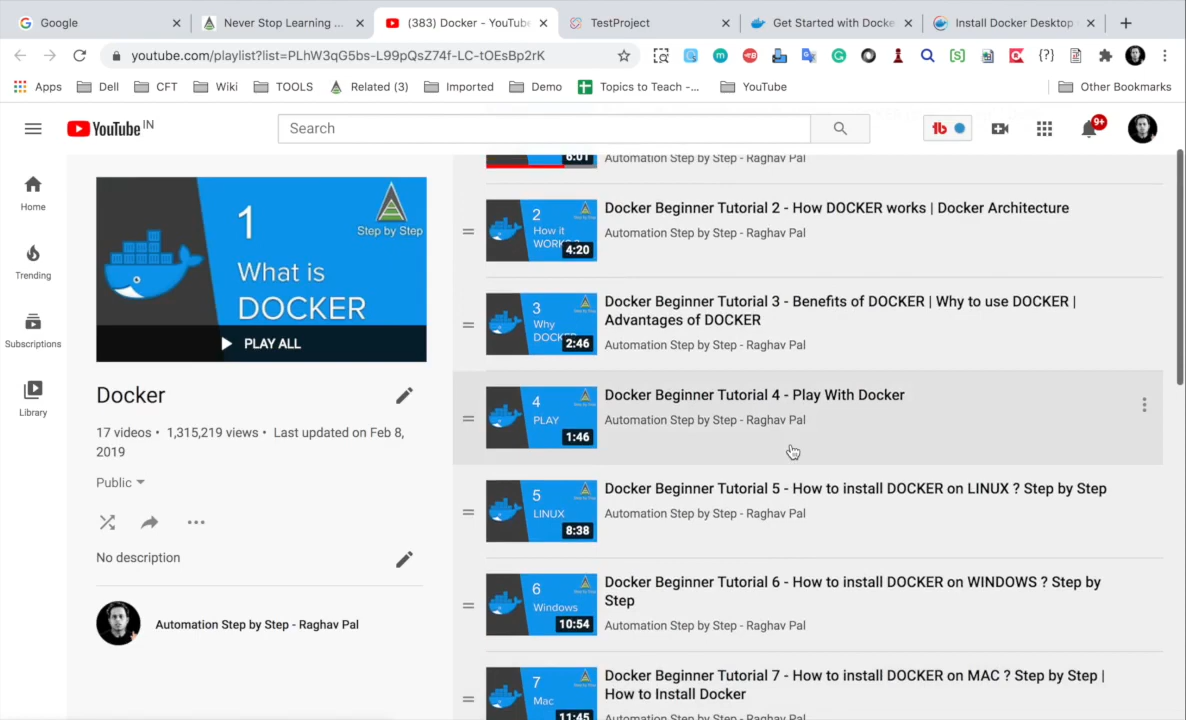 Google
Never Stop Learning ...
(383) Docker - YouTube
TestProject
Get Started with Docke
Install Docker Desktop
youtube.com/playlist?list=PLhW3qG5bs-L99pQsZ74f-LC-tOEsBp2rK
Apps
Dell
CFT
Wiki
TOOLS
Related (3)
Imported
Demo
Topics to Teach -...
YouTube
Other Bookmarks
YouTube IN
Search
9+
Home
Trending
Subscriptions
Library
1
What is
DOCKER
Step by Step
PLAY ALL
Docker
17 videos • 1,315,219 views • Last updated on Feb 8,
2019
Public
No description
Automation Step by Step - Raghav Pal
6:01
Automation Step by Step - Raghav Pal
2
How it
WORKS
4:20
Docker Beginner Tutorial 2 - How DOCKER works | Docker Architecture
Automation Step by Step - Raghav Pal
3
Why
DOCKER
2:46
Docker Beginner Tutorial 3 - Benefits of DOCKER | Why to use DOCKER |
Advantages of DOCKER
Automation Step by Step - Raghav Pal
4
PLAY
1:46
Docker Beginner Tutorial 4 - Play With Docker
Automation Step by Step - Raghav Pal
5
LINUX
8:38
Docker Beginner Tutorial 5 - How to install DOCKER on LINUX ? Step by Step
Automation Step by Step - Raghav Pal
6
Windows
10:54
Docker Beginner Tutorial 6 - How to install DOCKER on WINDOWS ? Step by
Step
Automation Step by Step - Raghav Pal
7
Mac
11:45
Docker Beginner Tutorial 7 - How to install DOCKER on MAC ? Step by Step |
How to Install Docker
Automation Step by Step - Raghav Pal